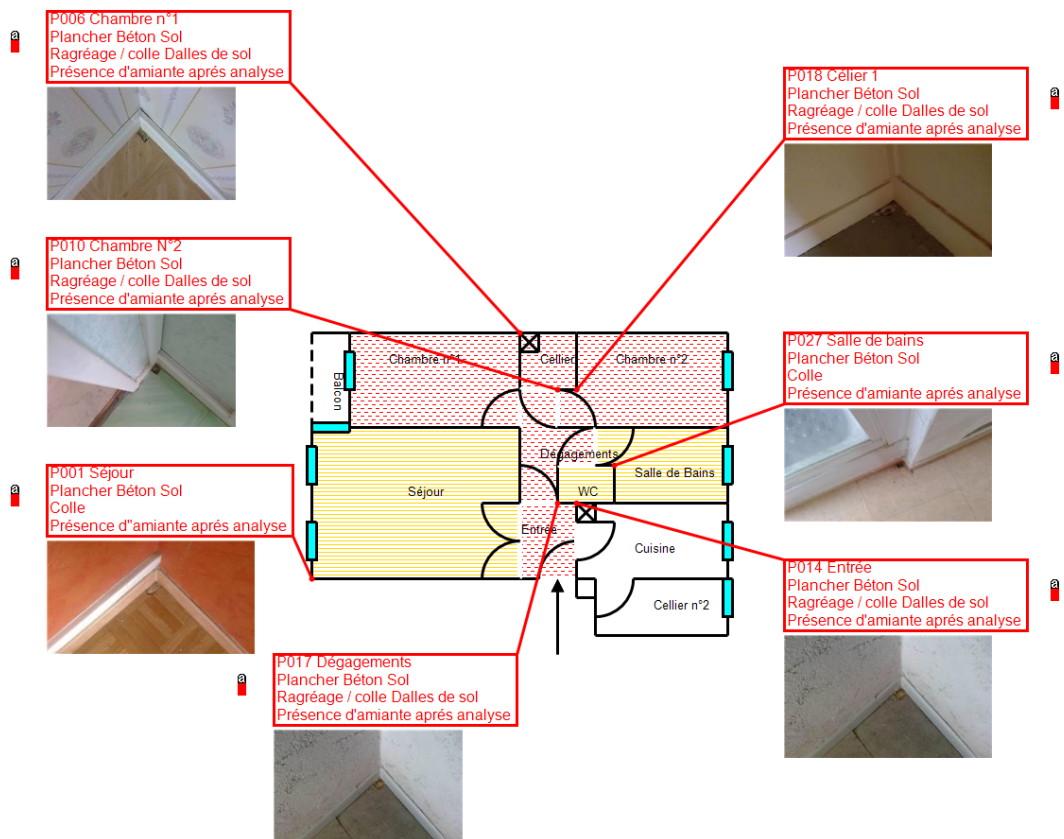 a
P006 Chambre n°1
Plancher Béton Sol
Ragréage / colle Dalles de sol
Présence d'amiante aprés analyse
a
P018 Célier 1
Plancher Béton Sol
Ragréage / colle Dalles de sol
Présence d'amiante aprés analyse
a
P010 Chambre N°2
Plancher Béton Sol
Ragréage / colle Dalles de sol
Présence d'amiante aprés analyse
a
P027 Salle de bains
Plancher Béton Sol
Colle
Présence d'amiante aprés analyse
a
P001 Séjour
Plancher Béton Sol
Colle
Présence d"amiante aprés analyse
Chambre n°1
Cellier
Chambre n°2
Balcon
Dégagements
Salle de Bains
Séjour
WC
Entrée
Cuisine
Cellier n°2
a
P014 Entrée
Plancher Béton Sol
Ragréage / colle Dalles de sol
Présence d'amiante aprés analyse
a
P017 Dégagements
Plancher Béton Sol
Ragréage / colle Dalles de sol
Présence d'amiante aprés analyse